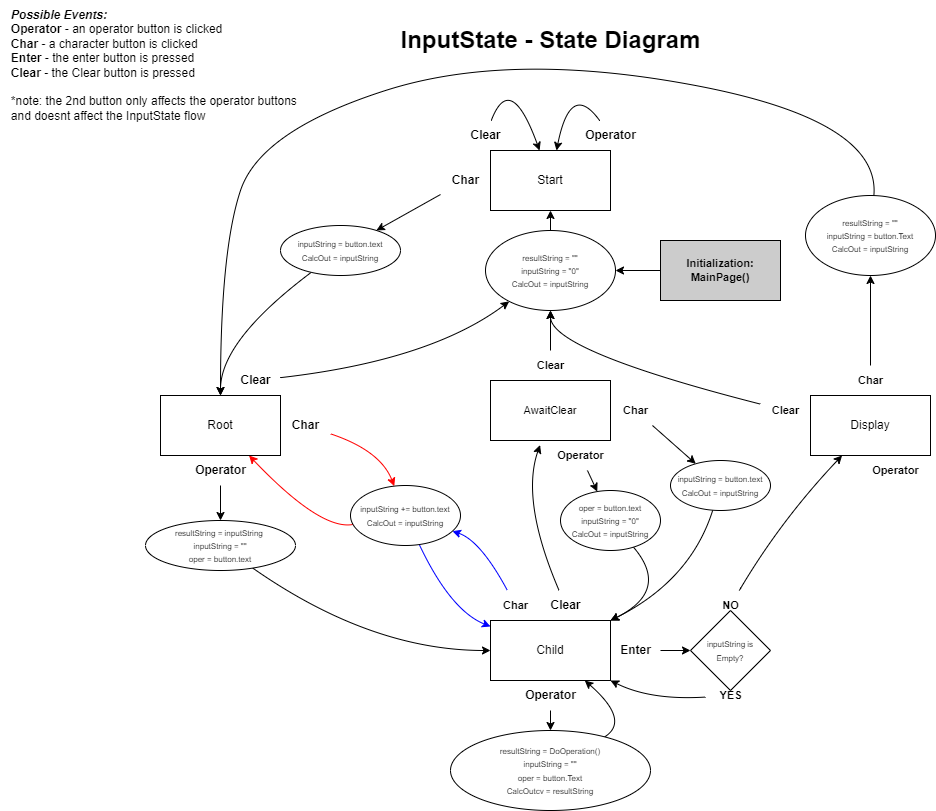 Possible Events:
Operator - an operator button is clicked
Char - a character button is clicked
Enter - the enter button is pressed
Clear - the Clear button is pressed
*note: the 2nd button only affects the operator buttons
and doesnt affect the InputState flow
InputState - State Diagram
Clear
Operator
Char
Start
inputString = button.text
CalcOut = inputString
resultString = ""
inputString = "0"
CalcOut = inputString
Initialization:
MainPage()
resultString = ""
inputString = button.Text
CalcOut = inputString
Clear
Clear
Char
Root
Char
AwaitClear
Char
Clear
Display
Operator
Operator
Operator
inputString += button.text
CalcOut = inputString
oper = button.text
inputString = "0"
CalcOut = inputString
inputString = button.text
CalcOut = inputString
resultString = inputString
inputString = ""
oper = button.text
Char
Clear
NO
Child
Enter
inputString is
Empty?
YES
Operator
resultString = DoOperation()
inputString = ""
oper = button.Text
CalcOutcv = resultString